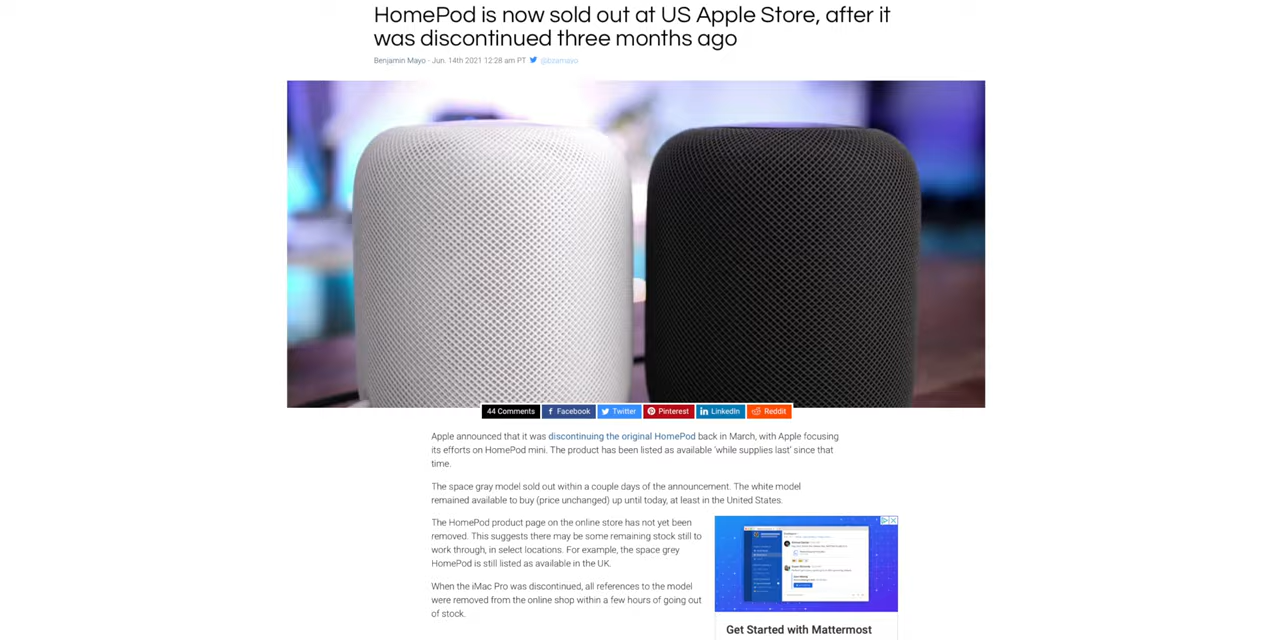 HomePod is now sold out at US Apple Store, after it
was discontinued three months ago
Benjamin Mayo - Jun. 14th 2021 12:28 am PT @bzamayo
44 Comments Facebook Twitter Pinterest LinkedIn Reddit
Apple announced that it was discontinuing the original HomePod back in March, with Apple focusing
its efforts on HomePod mini. The product has been listed as available ‘while supplies last’ since that
time.
The space gray model sold out within a couple days of the announcement. The white model
remained available to buy (price unchanged) up until today, at least in the United States.
The HomePod product page on the online store has not yet been
removed. This suggests there may be some remaining stock still to
work through, in select locations. For example, the space grey
HomePod is still listed as available in the UK.
When the iMac Pro was discontinued, all references to the model
were removed from the online shop within a few hours of going out
of stock.
Get Started with Mattermost